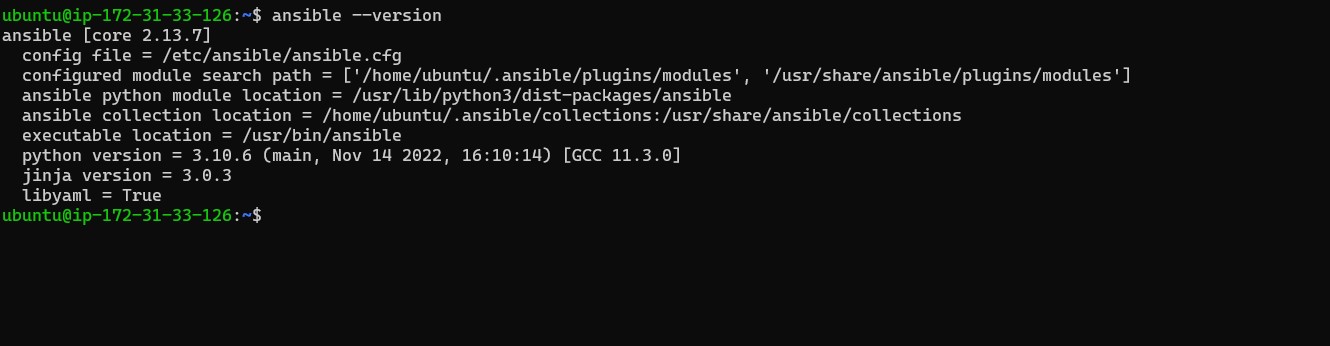 ubuntu@ip-172-31-33-126:~$ ansible --version
ansible [core 2.13.7]
  config file = /etc/ansible/ansible.cfg
  configured module search path = ['/home/ubuntu/.ansible/plugins/modules', '/usr/share/ansible/plugins/modules']
  ansible python module location = /usr/lib/python3/dist-packages/ansible
  ansible collection location = /home/ubuntu/.ansible/collections:/usr/share/ansible/collections
  executable location = /usr/bin/ansible
  python version = 3.10.6 (main, Nov 14 2022, 16:10:14) [GCC 11.3.0]
  jinja version = 3.0.3
  libyaml = True
ubuntu@ip-172-31-33-126:~$